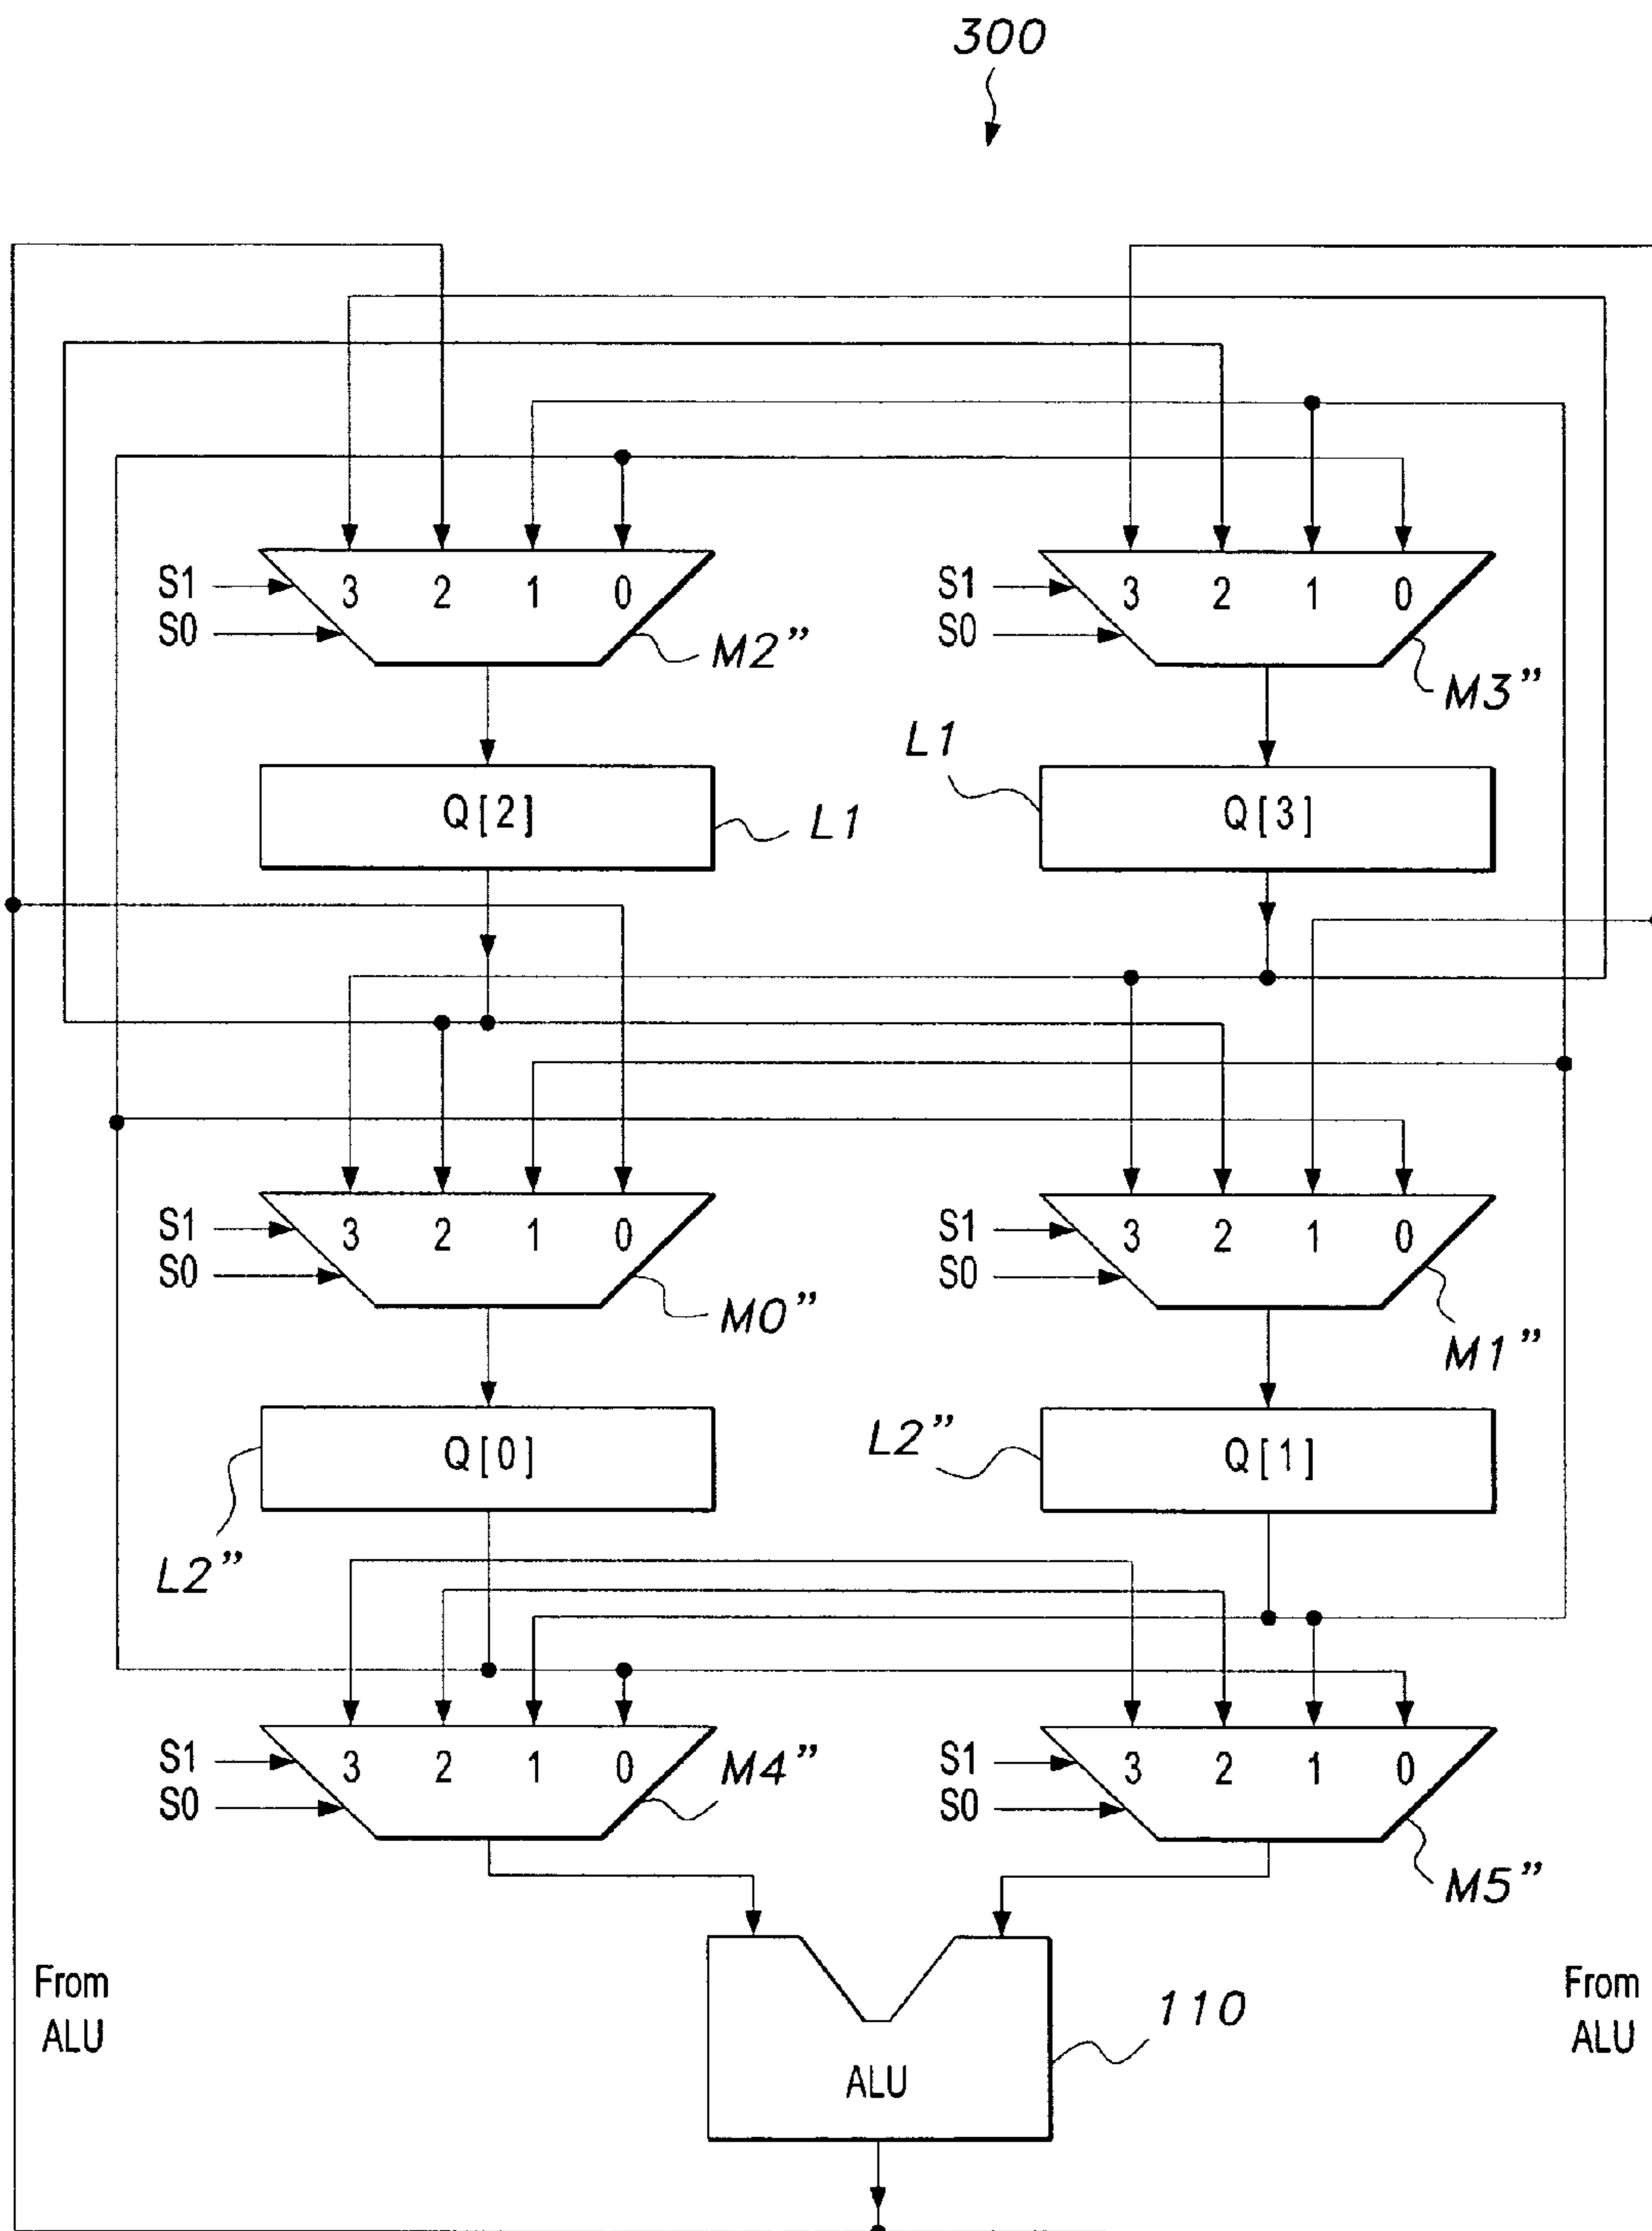 300
S1 3 2 1 0 S1 3 2 1 0
S0 M2” S0 M3”
L1
Q[2] L1 Q[3]
S1 3 2 1 0 S1 3 2 1 0
S0 M0” S0 M1”
L2”
Q[0] Q[1]
L2”
S1 3 2 1 0 M4” S1 3 2 1 0
S0 S0 M5”
From
ALU
From
ALU
110
ALU